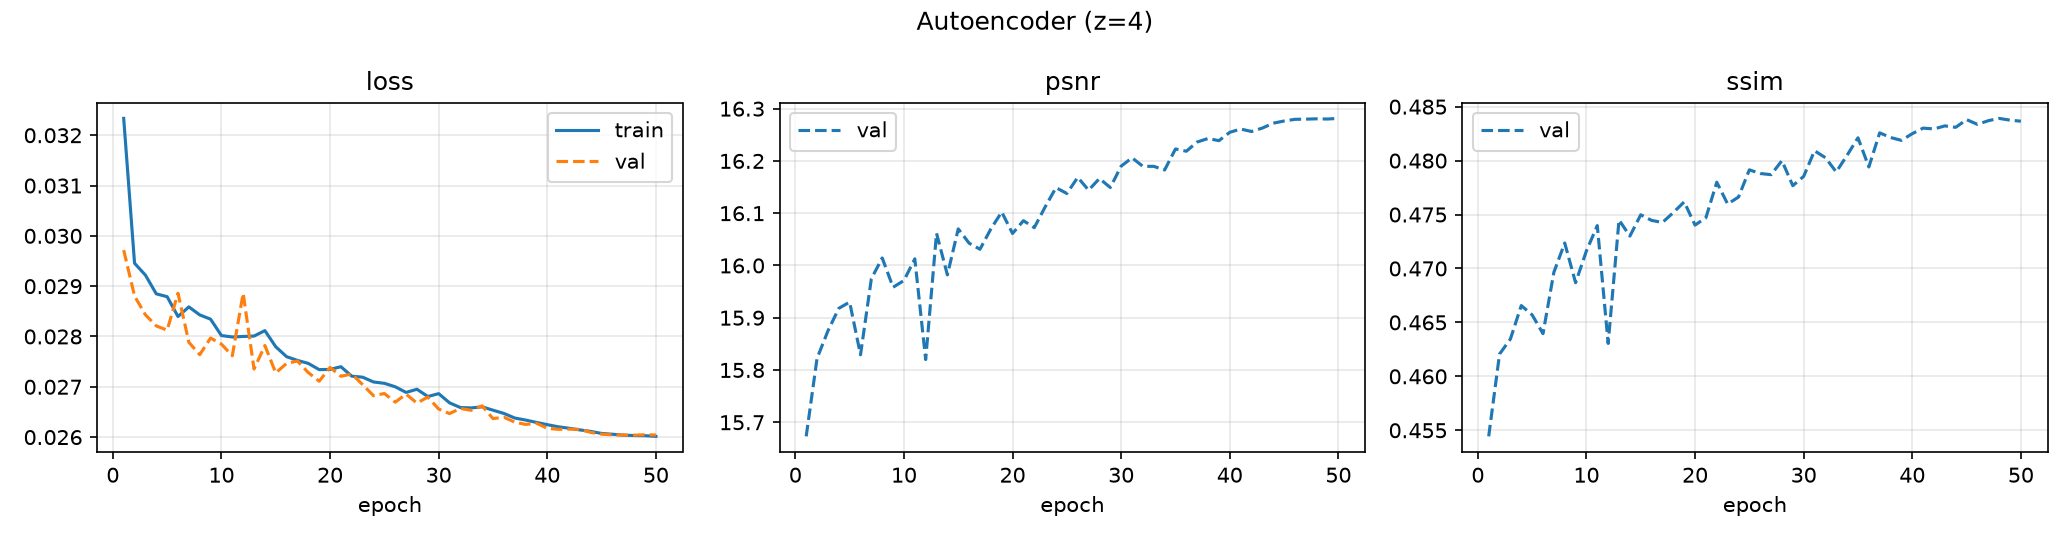 Autoencoder (z=4)
loss
0.032
0.031
0.030
0.029
0.028
0.027
0.026
train
val
0 10 20 30 40 50
epoch
psnr
16.3
16.2
16.1
16.0
15.9
15.8
15.7
val
0 10 20 30 40 50
epoch
ssim
0.485
0.480
0.475
0.470
0.465
0.460
0.455
val
0 10 20 30 40 50
epoch